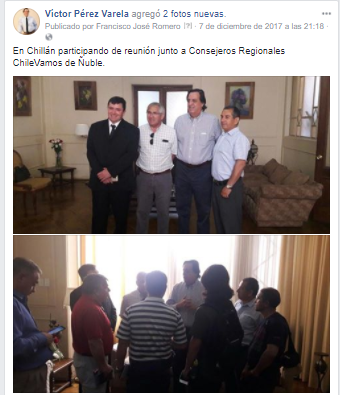 Víctor Pérez Varela agregó 2 fotos nuevas.
Publicado por Francisco José Romero [?] · 7 de diciembre de 2017 a las 21:18 ·
En Chillán participando de reunión junto a Consejeros Regionales
ChileVamos de Ñuble.